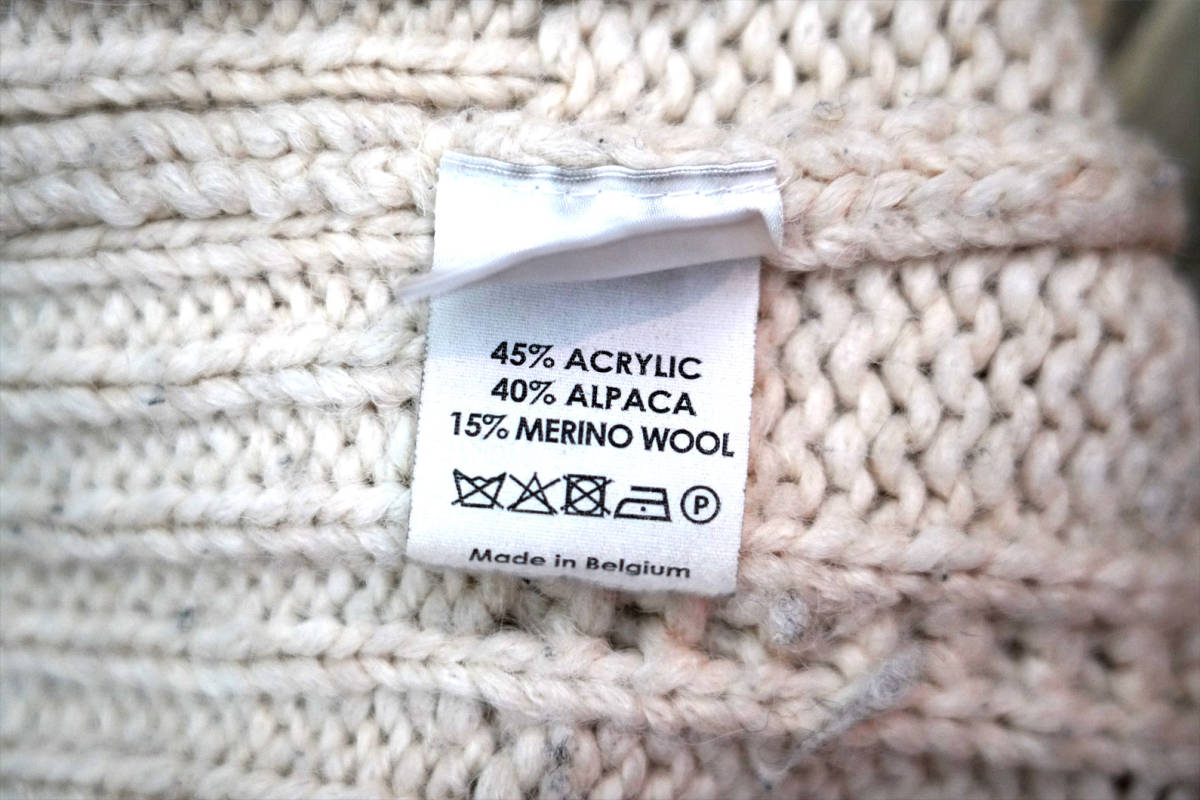 45% ACRYLIC
40% ALPACA
15% MERINO WOOL
P
Made in Belgium